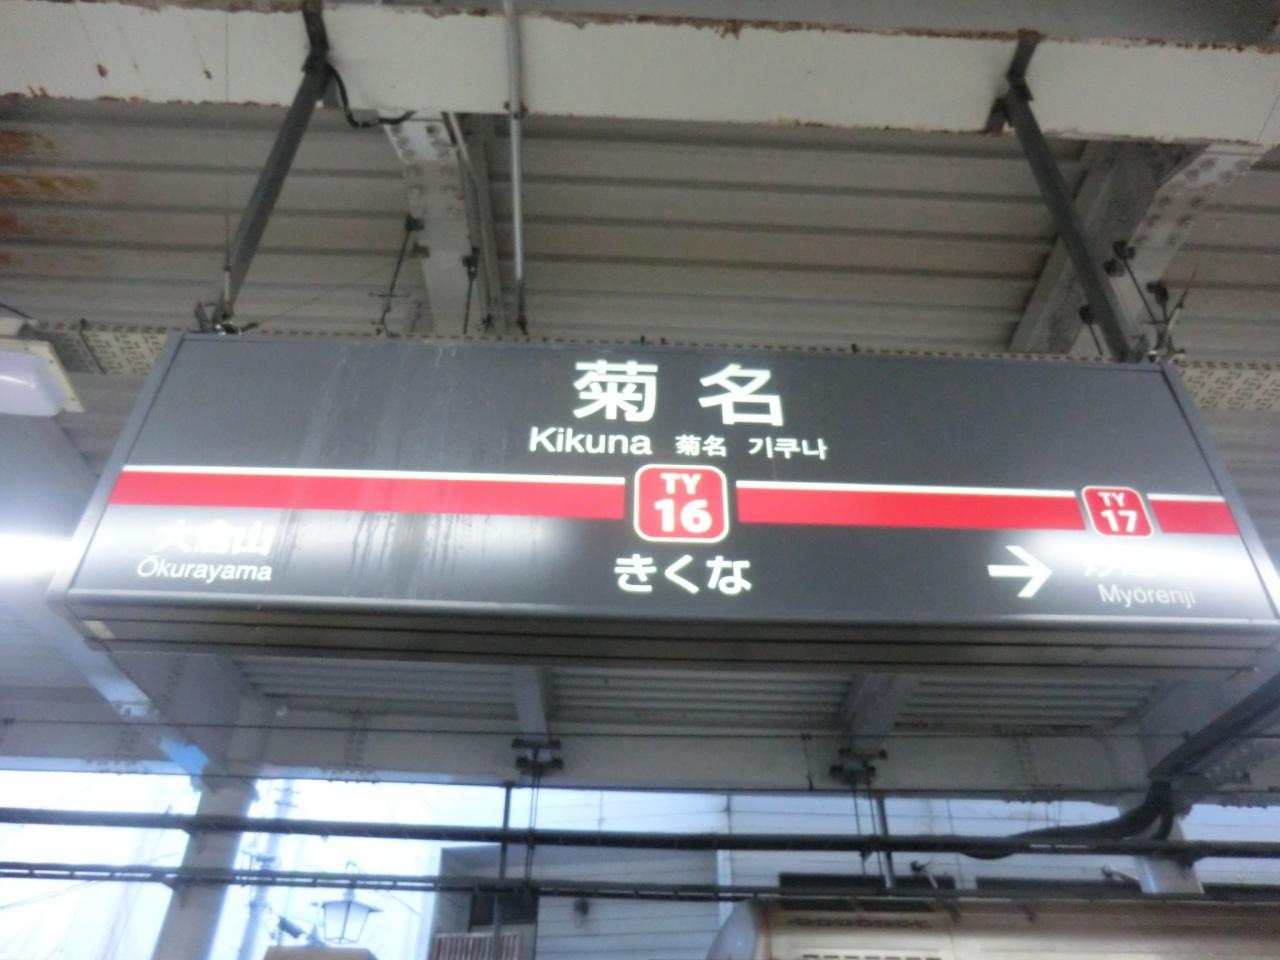 菊名
Kikuna 菊名 기쿠나
TY
16
TY
17
きくな
大倉山
Ōkurayama
→
Myōrenji